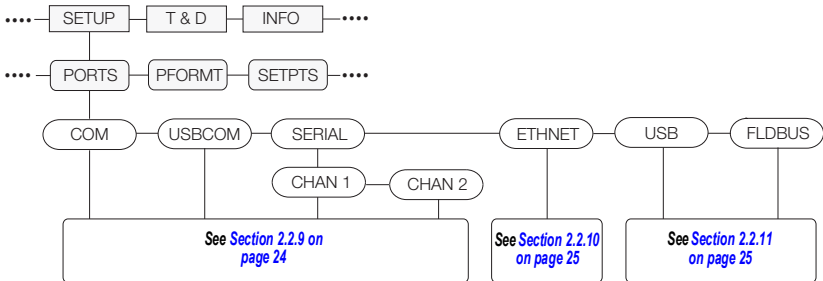 SETUP T & D INFO
PORTS PFORMT SETPTS
COM USBCOM SERIAL ETHNET USB FLDBUS
CHAN 1 CHAN 2
See Section 2.2.9 on
page 24
See Section 2.2.10
on page 25
See Section 2.2.11
on page 25